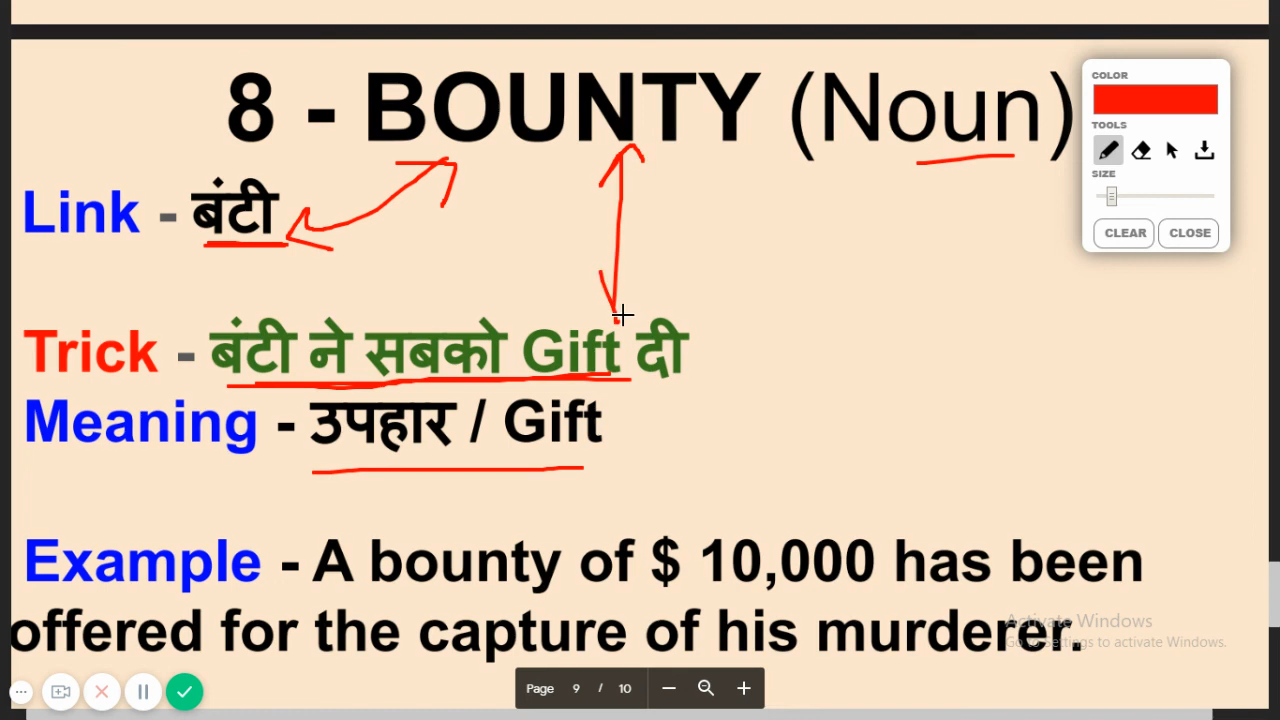 8 - BOUNTY (Noun)
Link - बंटी
Trick - बंटी ने सबको Gift दी
Meaning - उपहार / Gift
Example - A bounty of $ 10,000 has been
offered for the capture of his murderer.
COLOR
TOOLS
SIZE
CLEAR CLOSE
Activate Windows
Go to Settings to activate Windows.
Page 9 / 10